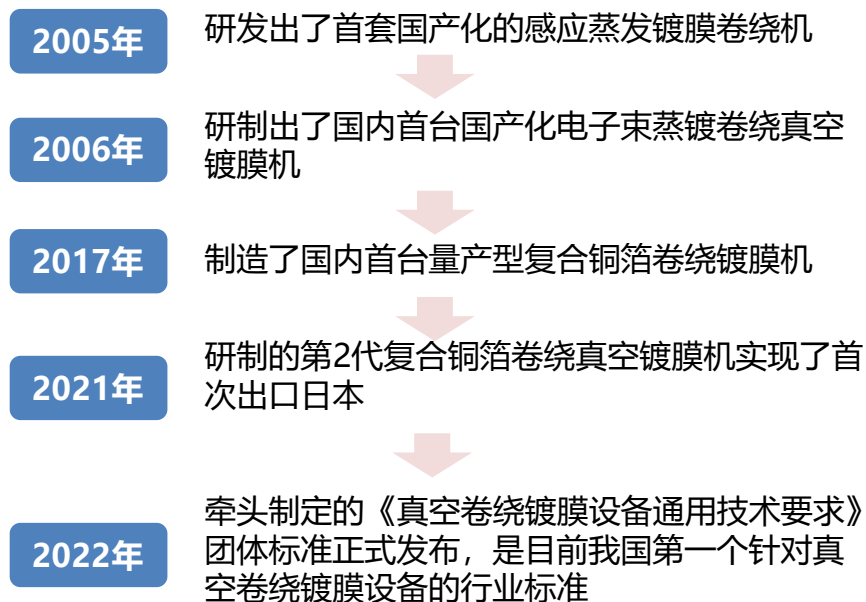 2005年
研发出了首套国产化的感应蒸发镀膜卷绕机
2006年
研制出了国内首台国产化电子束蒸镀卷绕真空
镀膜机
2017年
制造了国内首台量产型复合铜箔卷绕镀膜机
2021年
研制的第2代复合铜箔卷绕真空镀膜机实现了首
次出口日本
2022年
牵头制定的《真空卷绕镀膜设备通用技术要求》
团体标准正式发布，是目前我国第一个针对真
空卷绕镀膜设备的行业标准